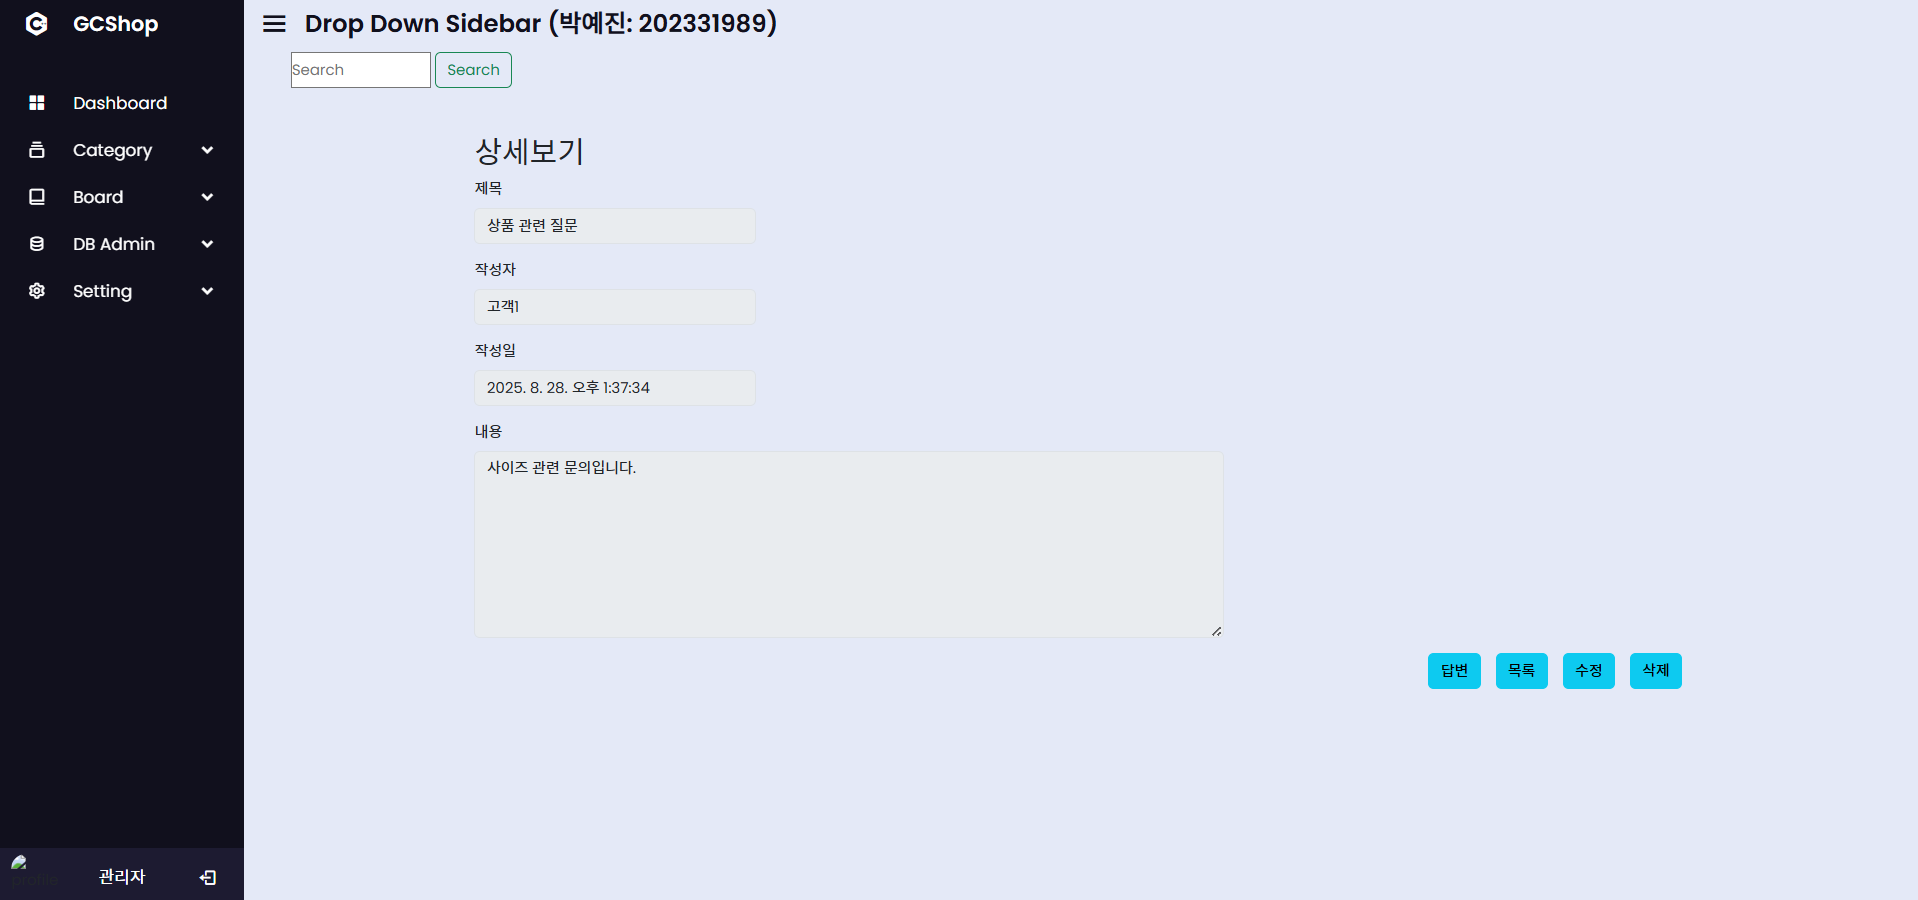 GCShop
Dashboard
Category
Board
DB Admin
Setting
profile
관리자
Drop Down Sidebar (박예진: 202331989)
Search Search
상세보기
제목
상품 관련 질문
작성자
고객1
작성일
2025. 8. 28. 오후 1:37:34
내용
사이즈 관련 문의입니다.
답변 목록 수정 삭제